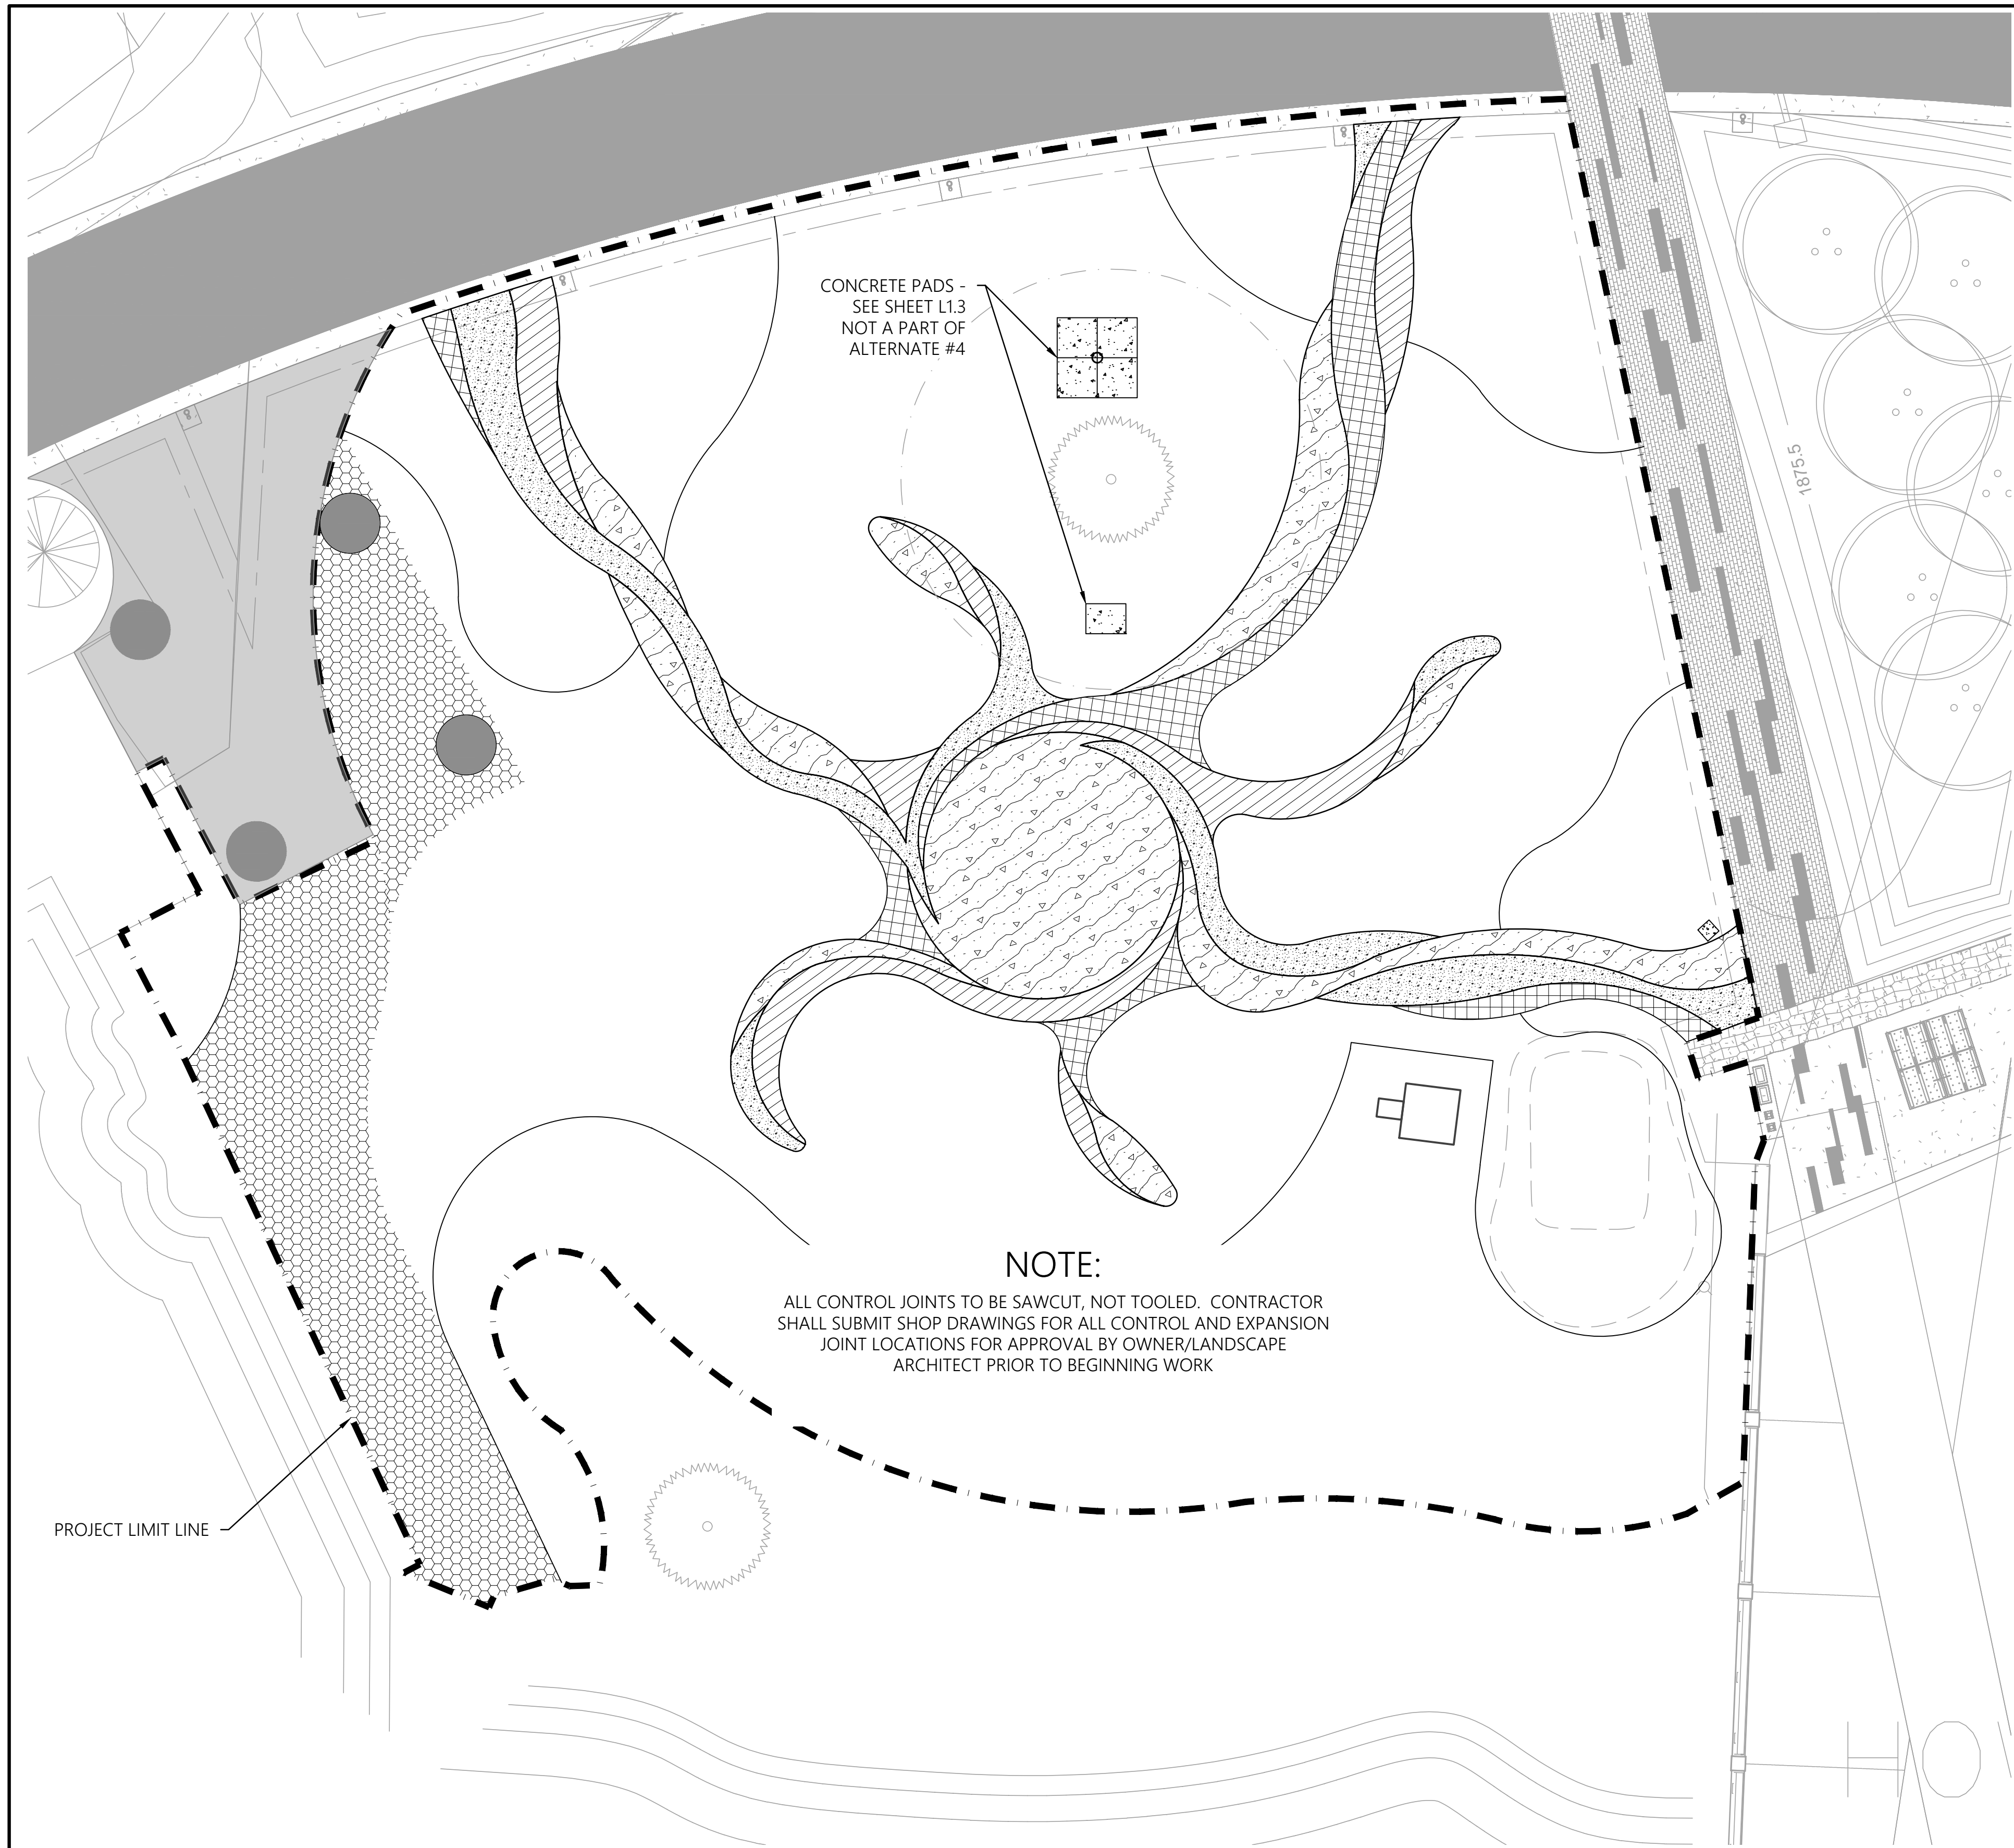 CONCRETE PADS -
SEE SHEET L1.3
NOT A PART OF
ALTERNATE #4
1875.5
NOTE:
ALL CONTROL JOINTS TO BE SAWCUT, NOT TOOLED. CONTRACTOR
SHALL SUBMIT SHOP DRAWINGS FOR ALL CONTROL AND EXPANSION
JOINT LOCATIONS FOR APPROVAL BY OWNER/LANDSCAPE
ARCHITECT PRIOR TO BEGINNING WORK
PROJECT LIMIT LINE